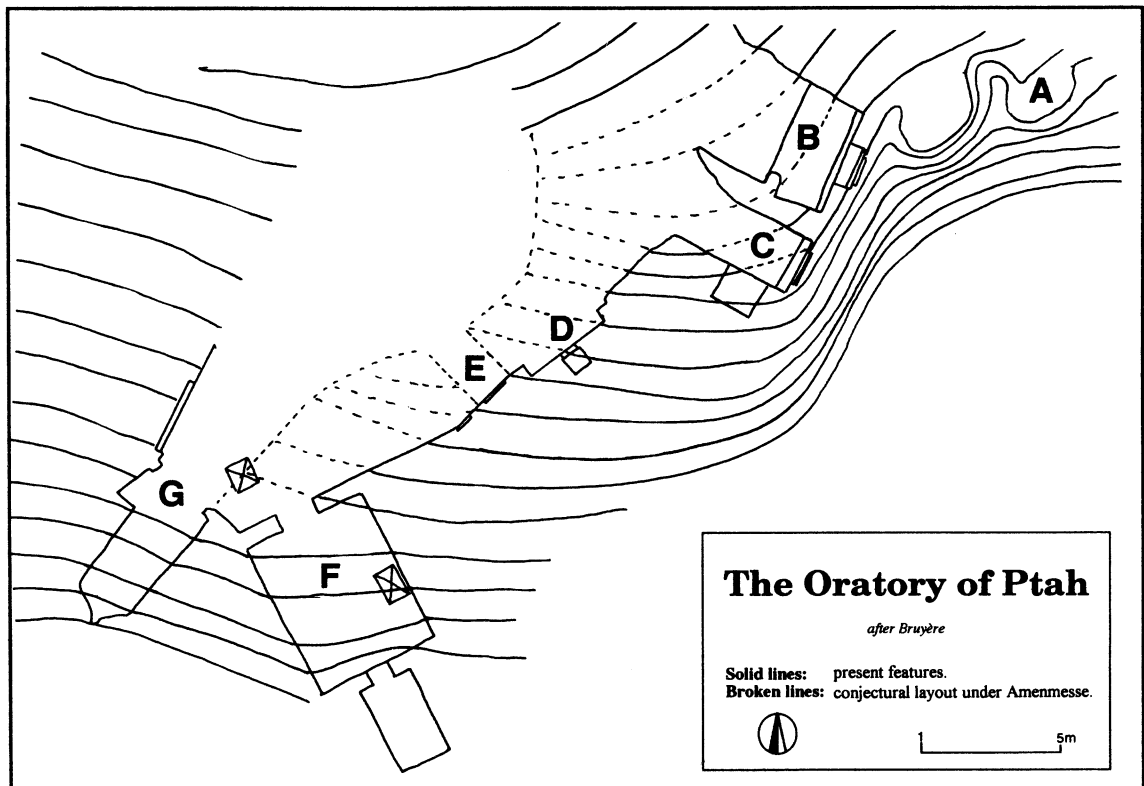 A
B
C
D
E
G
F
The Oratory of Ptah
after Bruyère
Solid lines: present features.
Broken lines: conjectural layout under Amenmesse.
1 5m